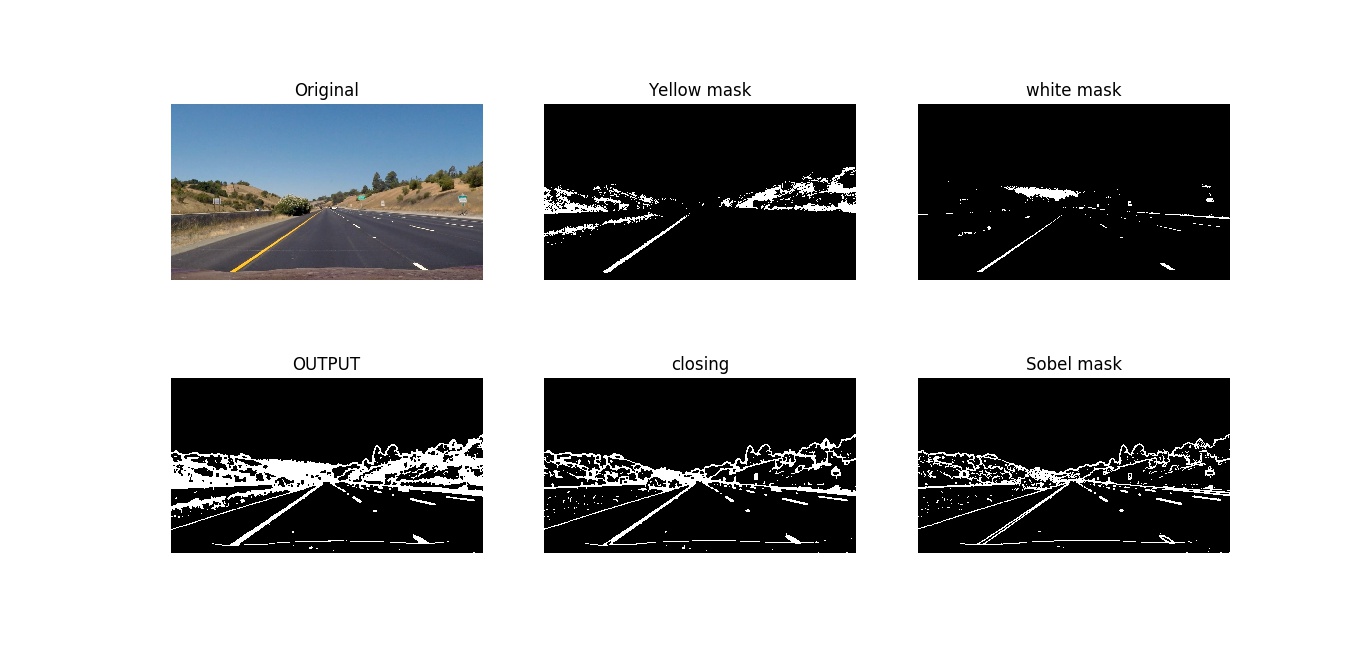 Original
Yellow mask
white mask
OUTPUT
closing
Sobel mask